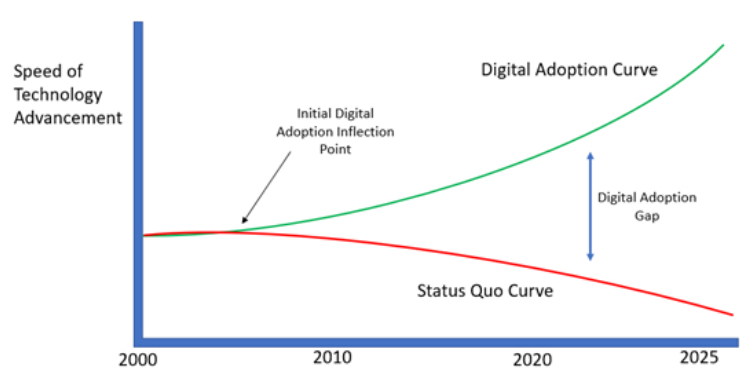 Speed of
Technology
Advancement
Digital Adoption Curve
Initial Digital
Adoption Inflection
Point
Digital Adoption
Gap
Status Quo Curve
2000
2010
2020
2025